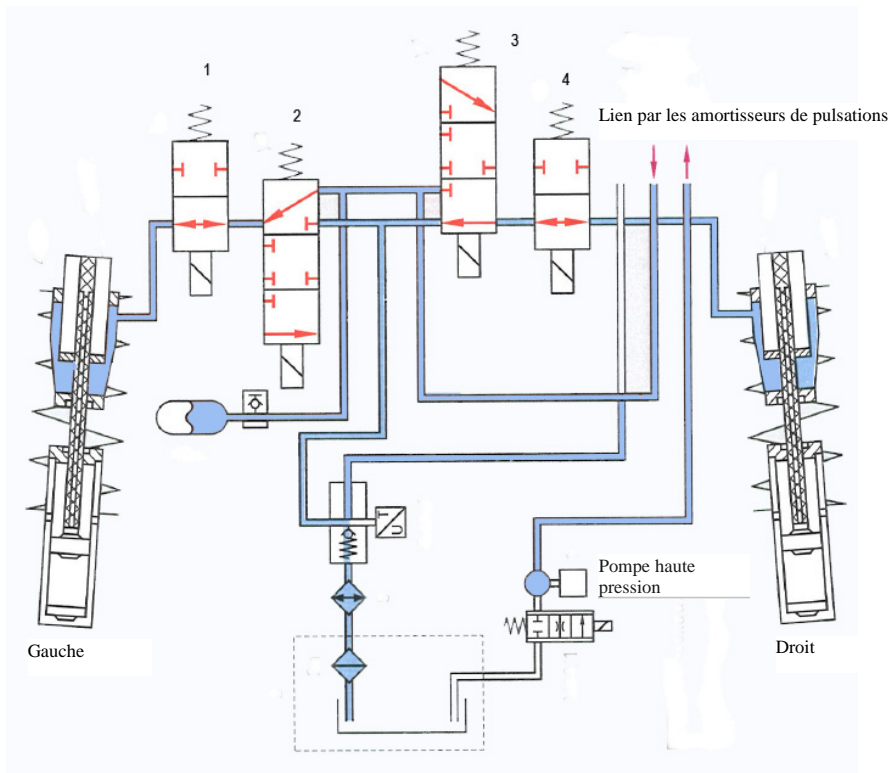 3
1
4
2
Lien par les amortisseurs de pulsations
Pompe haute
pression
Gauche
Droit